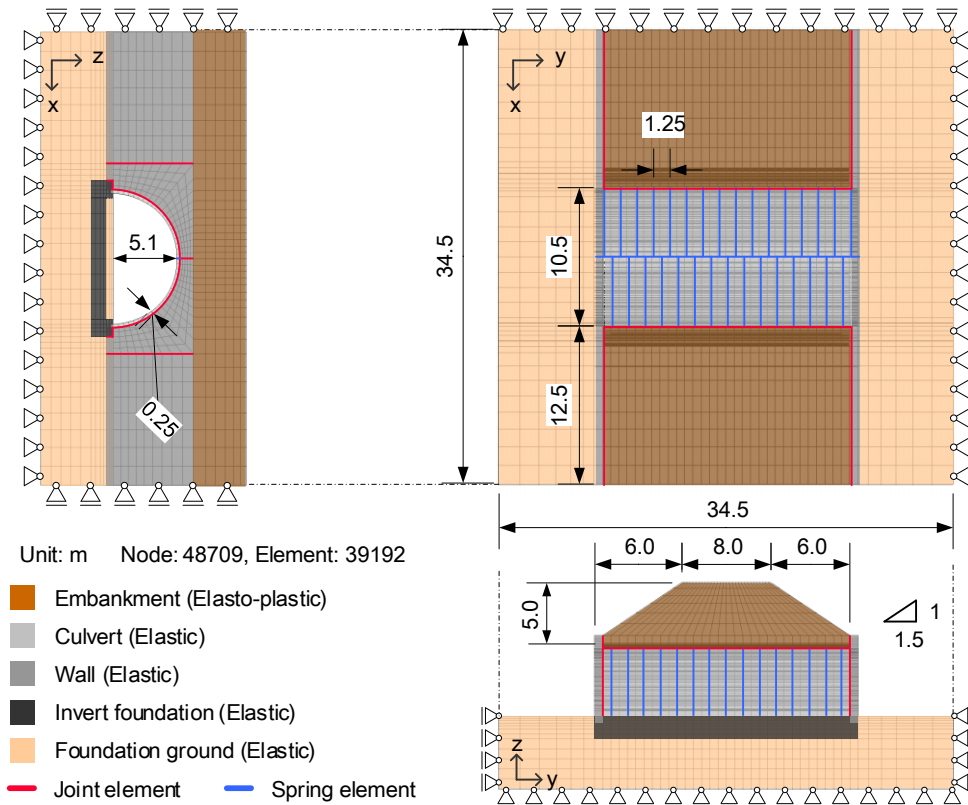 z
x
5.1
0.25
y
x
1.25
34.5
10.5
12.5
34.5
6.0 8.0 6.0
5.0
1
1.5
z
y
Unit: m Node: 48709, Element: 39192
Embankment (Elasto-plastic)
Culvert (Elastic)
Wall (Elastic)
Invert foundation (Elastic)
Foundation ground (Elastic)
Joint element Spring element